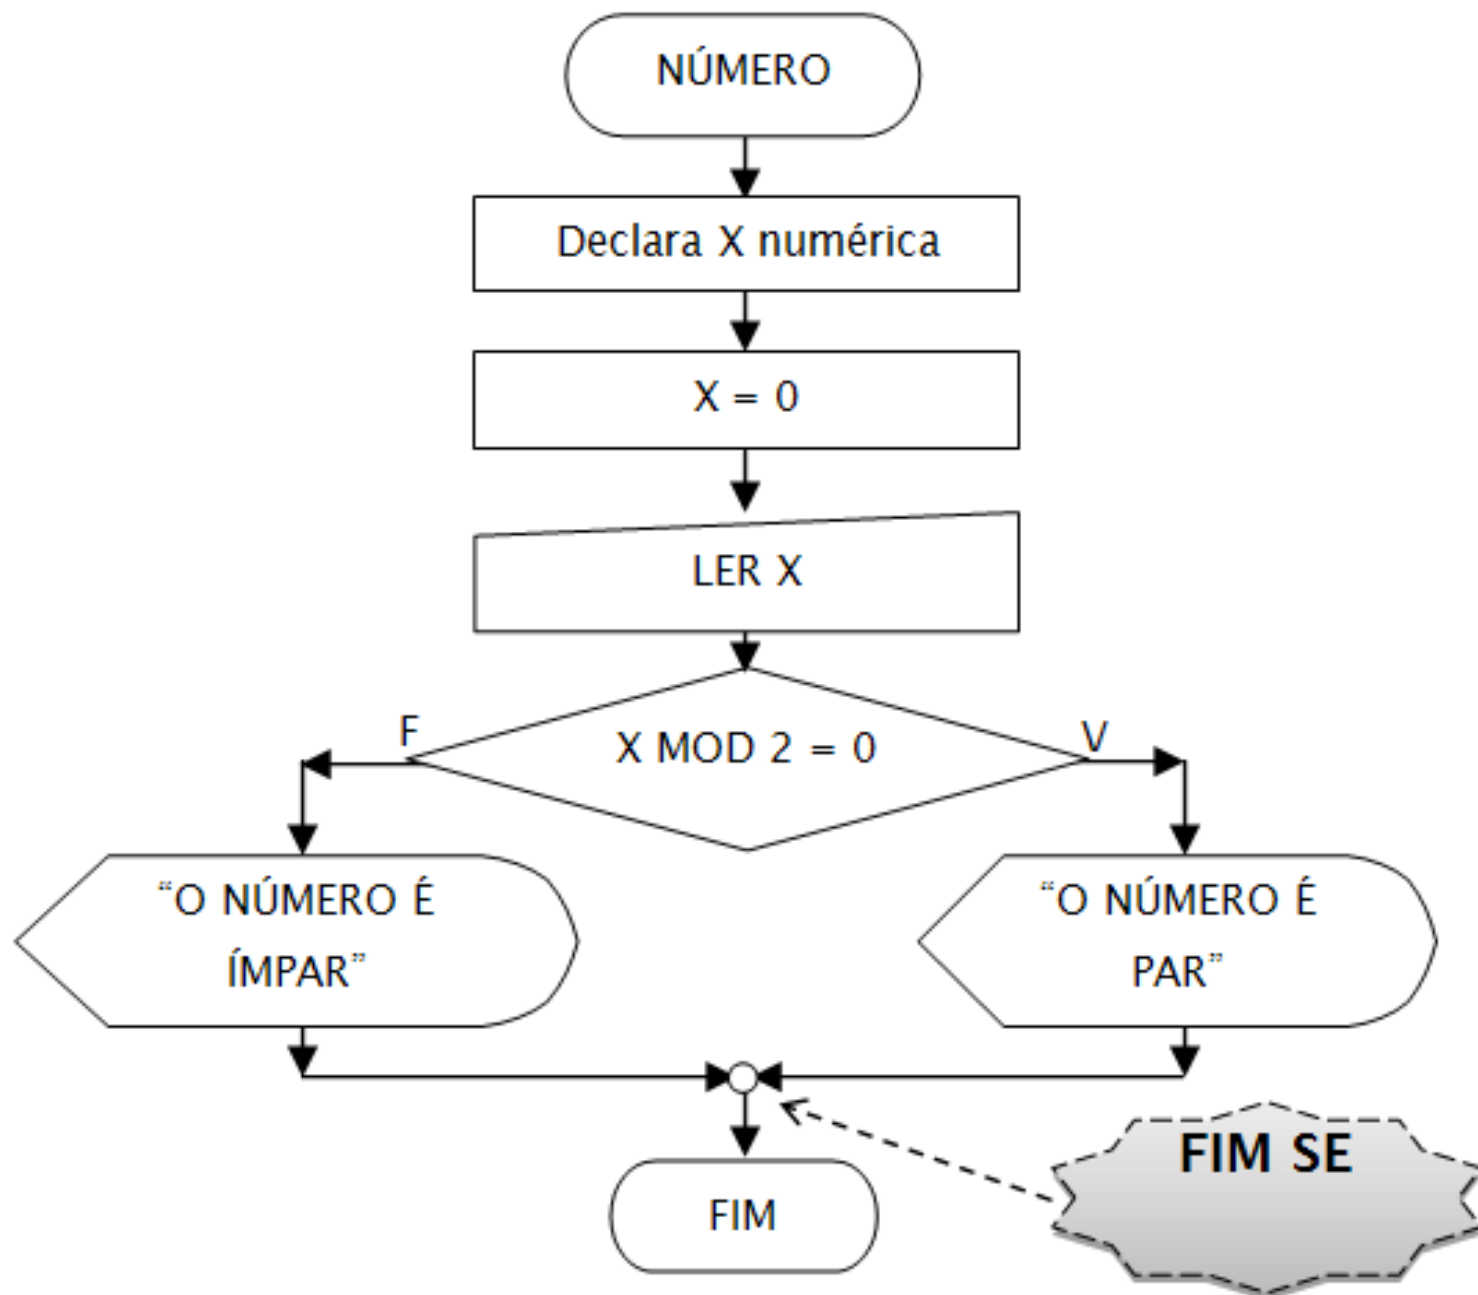 NÚMERO
Declara X numérica
X = 0
LER X
F
X MOD 2 = 0
V
“O NÚMERO É
ÍMPAR”
“O NÚMERO É
PAR”
FIM SE
FIM